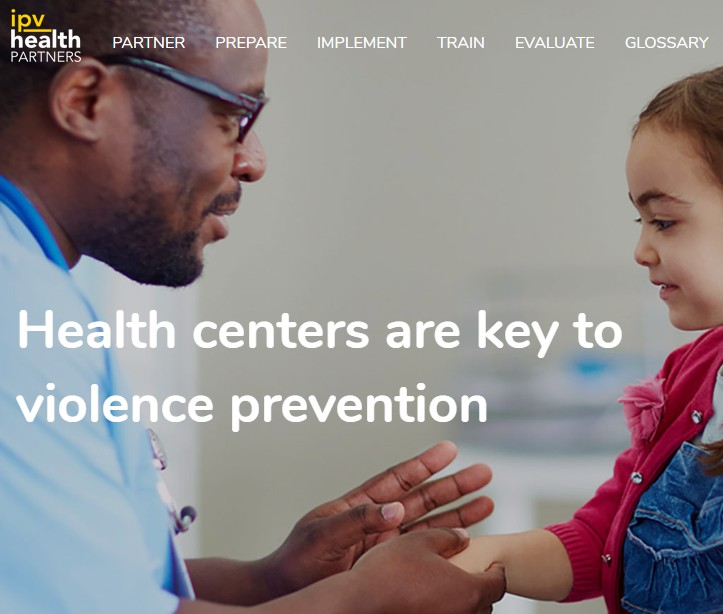 ipv
health
PARTNERS
PARTNER PREPARE IMPLEMENT TRAIN EVALUATE GLOSSARY
Health centers are key to
violence prevention